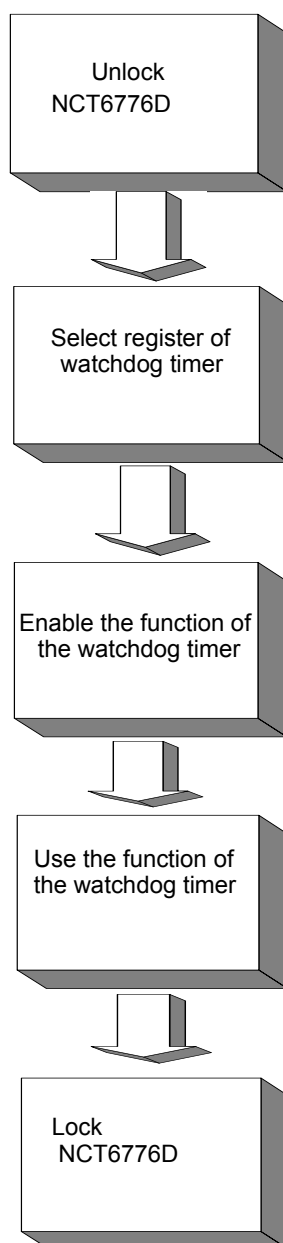 Unlock
NCT6776D
Select register of
watchdog timer
Enable the function of
the watchdog timer
Use the function of
the watchdog timer
Lock
NCT6776D